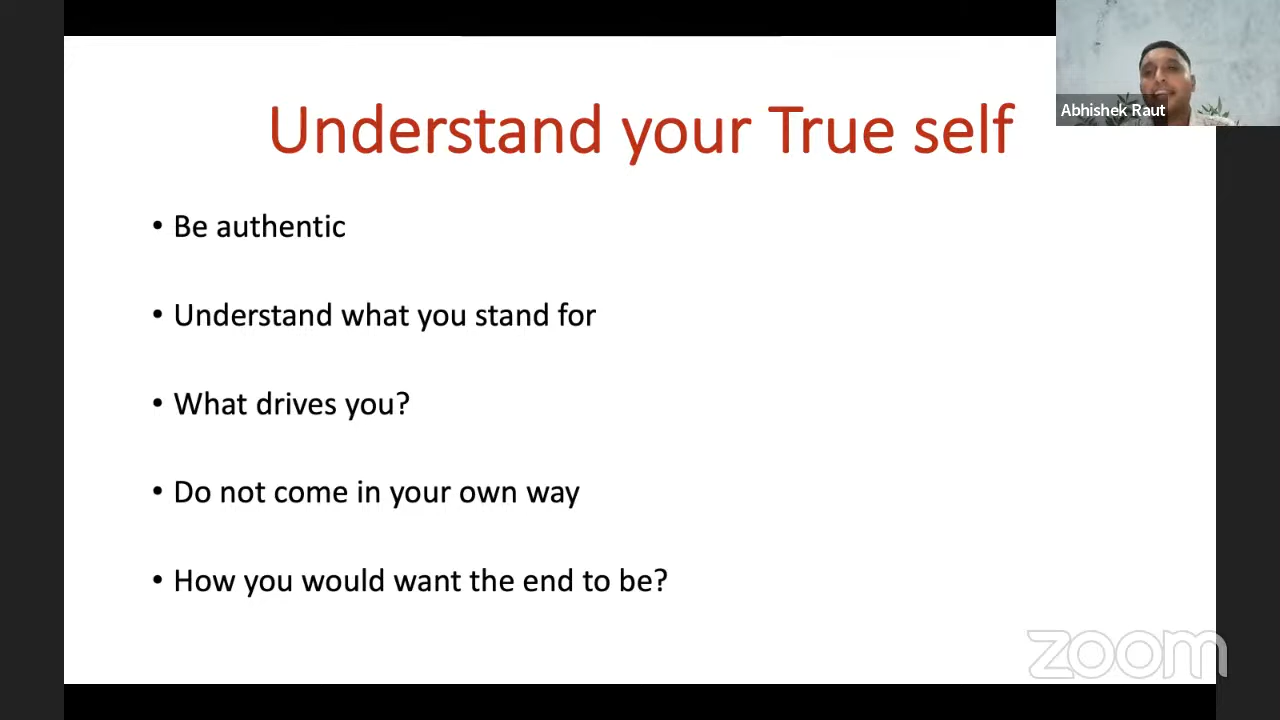 Understand your True self
Abhishek Raut
• Be authentic
• Understand what you stand for
• What drives you?
• Do not come in your own way
• How you would want the end to be?
zoom